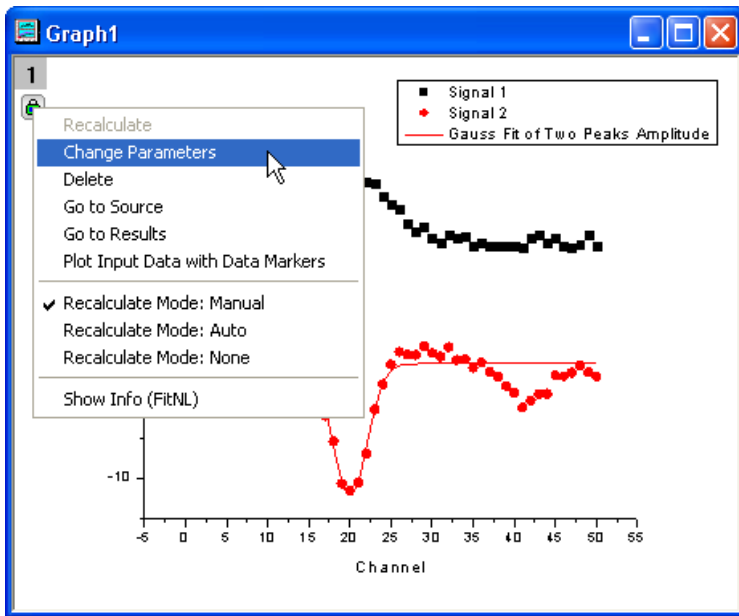 Graph1
1
Signal 1
Signal 2
Gauss Fit of Two Peaks Amplitude
Recalculate
Change Parameters
Delete
Go to Source
Go to Results
Plot Input Data with Data Markers
Recalculate Mode: Manual
Recalculate Mode: Auto
Recalculate Mode: None
Show Info (FitNL)
-10
-5 0 5 10 15 20 25 30 35 40 45 50 55
Channel